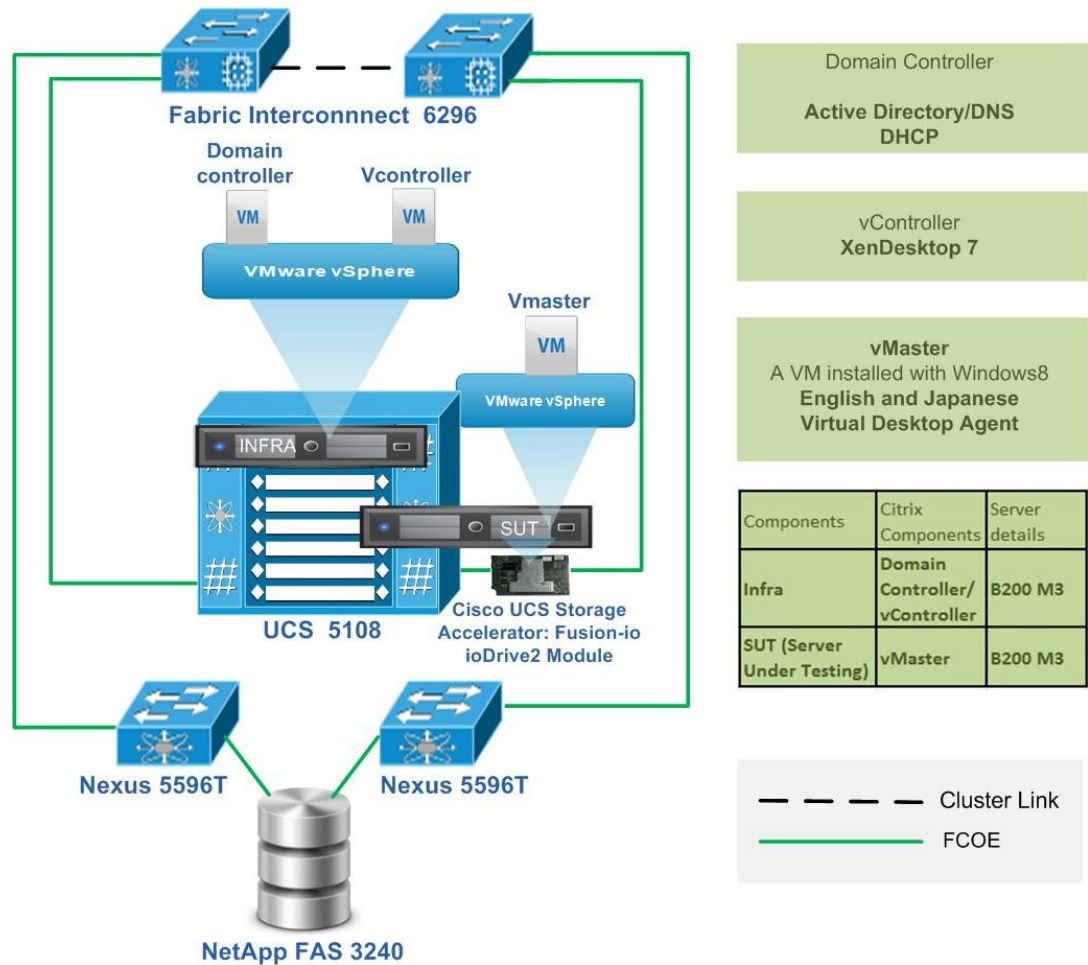 Fabric Interconnnect 6296
Domain
controller
Vcontroller
VM
VM
VMware vSphere
Vmaster
VM
VMware vSphere
INFRA
SUT
UCS 5108
Cisco UCS Storage
Accelerator: Fusion-io
ioDrive2 Module
Nexus 5596T
Nexus 5596T
NetApp FAS 3240
Domain Controller
Active Directory/DNS
DHCP
vController
XenDesktop 7
vMaster
A VM installed with Windows8
English and Japanese
Virtual Desktop Agent
Components
Citrix
Components
Server
details
Infra
Domain
Controller/
vController
B200 M3
SUT (Server
Under Testing)
vMaster
B200 M3
Cluster Link
FCOE